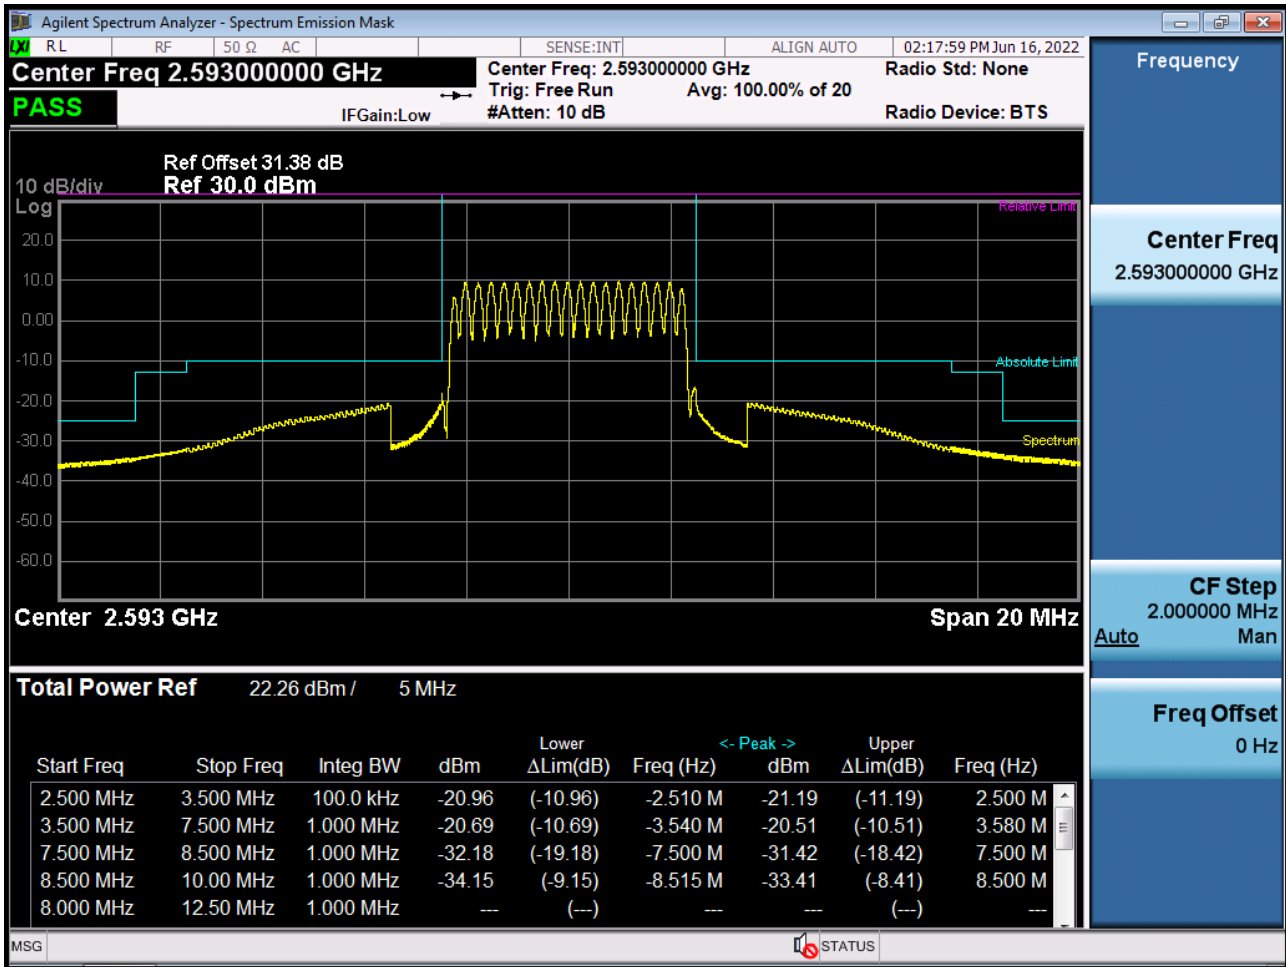 Agilent Spectrum Analyzer - Spectrum Emission Mask
LXI RL RF 50 Ω AC SENSE:INT ALIGN AUTO 02:17:59 PM Jun 16, 2022
Center Freq 2.593000000 GHz
Center Freq: 2.593000000 GHz Radio Std: None
Trig: Free Run Avg: 100.00% of 20
PASS IFGain:Low #Atten: 10 dB Radio Device: BTS
Ref Offset 31.38 dB
10 dB/div Ref 30.0 dBm
Log
Relative Limit
20.0
10.0
0.00
-10.0
Absolute Limit
-20.0
-30.0
Spectrum
-40.0
-50.0
-60.0
Center 2.593 GHz Span 20 MHz
Total Power Ref 22.26 dBm / 5 MHz
Lower <- Peak -> Upper
Start Freq Stop Freq Integ BW dBm ΔLim(dB) Freq (Hz) dBm ΔLim(dB) Freq (Hz)
2.500 MHz 3.500 MHz 100.0 kHz -20.96 (-10.96) -2.510 M -21.19 (-11.19) 2.500 M
3.500 MHz 7.500 MHz 1.000 MHz -20.69 (-10.69) -3.540 M -20.51 (-10.51) 3.580 M
7.500 MHz 8.500 MHz 1.000 MHz -32.18 (-19.18) -7.500 M -31.42 (-18.42) 7.500 M
8.500 MHz 10.00 MHz 1.000 MHz -34.15 (-9.15) -8.515 M -33.41 (-8.41) 8.500 M
8.000 MHz 12.50 MHz 1.000 MHz --- (---) --- --- (---) ---
MSG STATUS
Frequency
Center Freq
2.593000000 GHz
CF Step
2.000000 MHz
Auto Man
Freq Offset
0 Hz